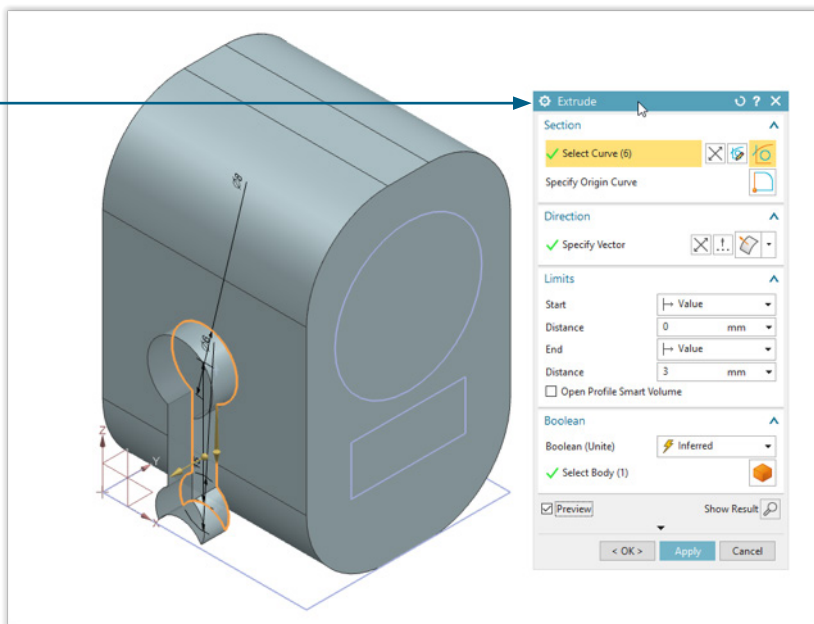 Extrude
?
Section
Select Curve (6)
Specify Origin Curve
Direction
Specify Vector
Limits
Start
Value
Distance
0 mm
End
Value
Distance
3 mm
Open Profile Smart Volume
Boolean
Boolean (Unite)
Inferred
Select Body (1)
Preview
Show Result
< OK >
Apply
Cancel
Z
Y
X